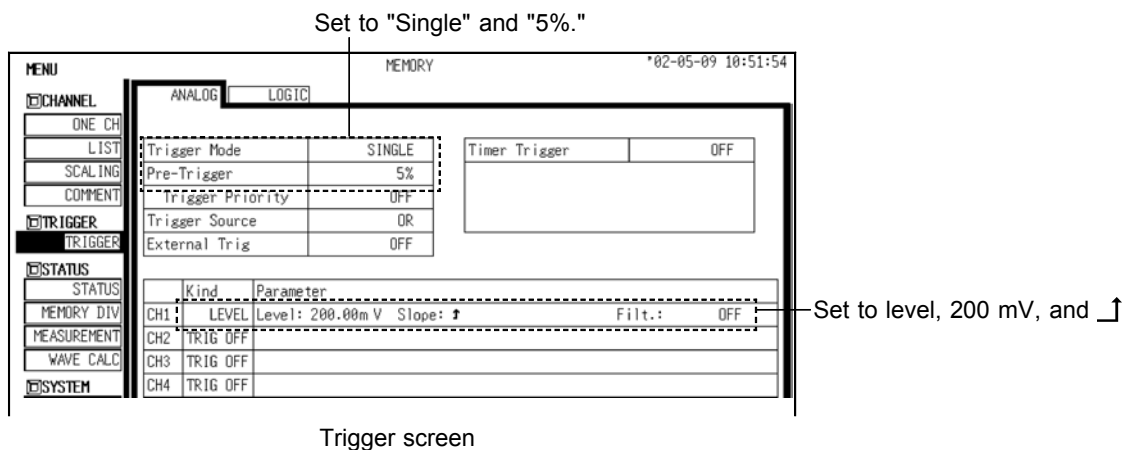 Set to "Single" and "5%."
MENU MEMORY '02-05-09 10:51:54
CHANNEL
ONE CH
LIST
SCALING
COMMENT
TRIGGER
TRIGGER
STATUS
STATUS
MEMORY DIV
MEASUREMENT
WAVE CALC
SYSTEM
ANALOG LOGIC
Trigger Mode SINGLE
Pre-Trigger 5%
Trigger Priority OFF
Trigger Source OR
External Trig OFF
Timer Trigger OFF
Kind Parameter
CH1 LEVEL Level: 200.00m V Slope: ↥ Filt.: OFF
CH2 TRIG OFF
CH3 TRIG OFF
CH4 TRIG OFF
Set to level, 200 mV, and _↑
Trigger screen